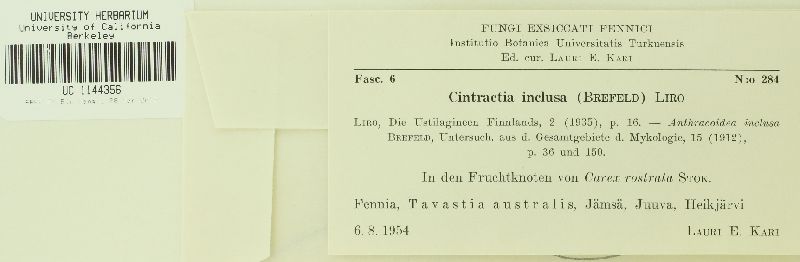 UNIVERSITY HERBARIUM
University of California
Berkeley
UC 1144356
FUNGI EXSICCATI FENNICI
Institutio Botanica Universitatis Turkuensis
Ed. cur. LAURI E. KARI
Fasc. 6 N:o 284
Cintractia inclusa (BREFELD) LIRO
LIRO, Die Ustilagineen Finnlands, 2 (1935), p. 16. — Anthracoidea inclusa
BREFELD, Untersuch. aus d. Gesamtgebiete d. Mykologie, 15 (1912),
p. 36 und 150.
In den Fruchtknoten von Carex rostrata STOK.
Fennia, Tavastia australis, Jämsä, Juuva, Heikjärvi
6. 8. 1954 LAURI E. KARI